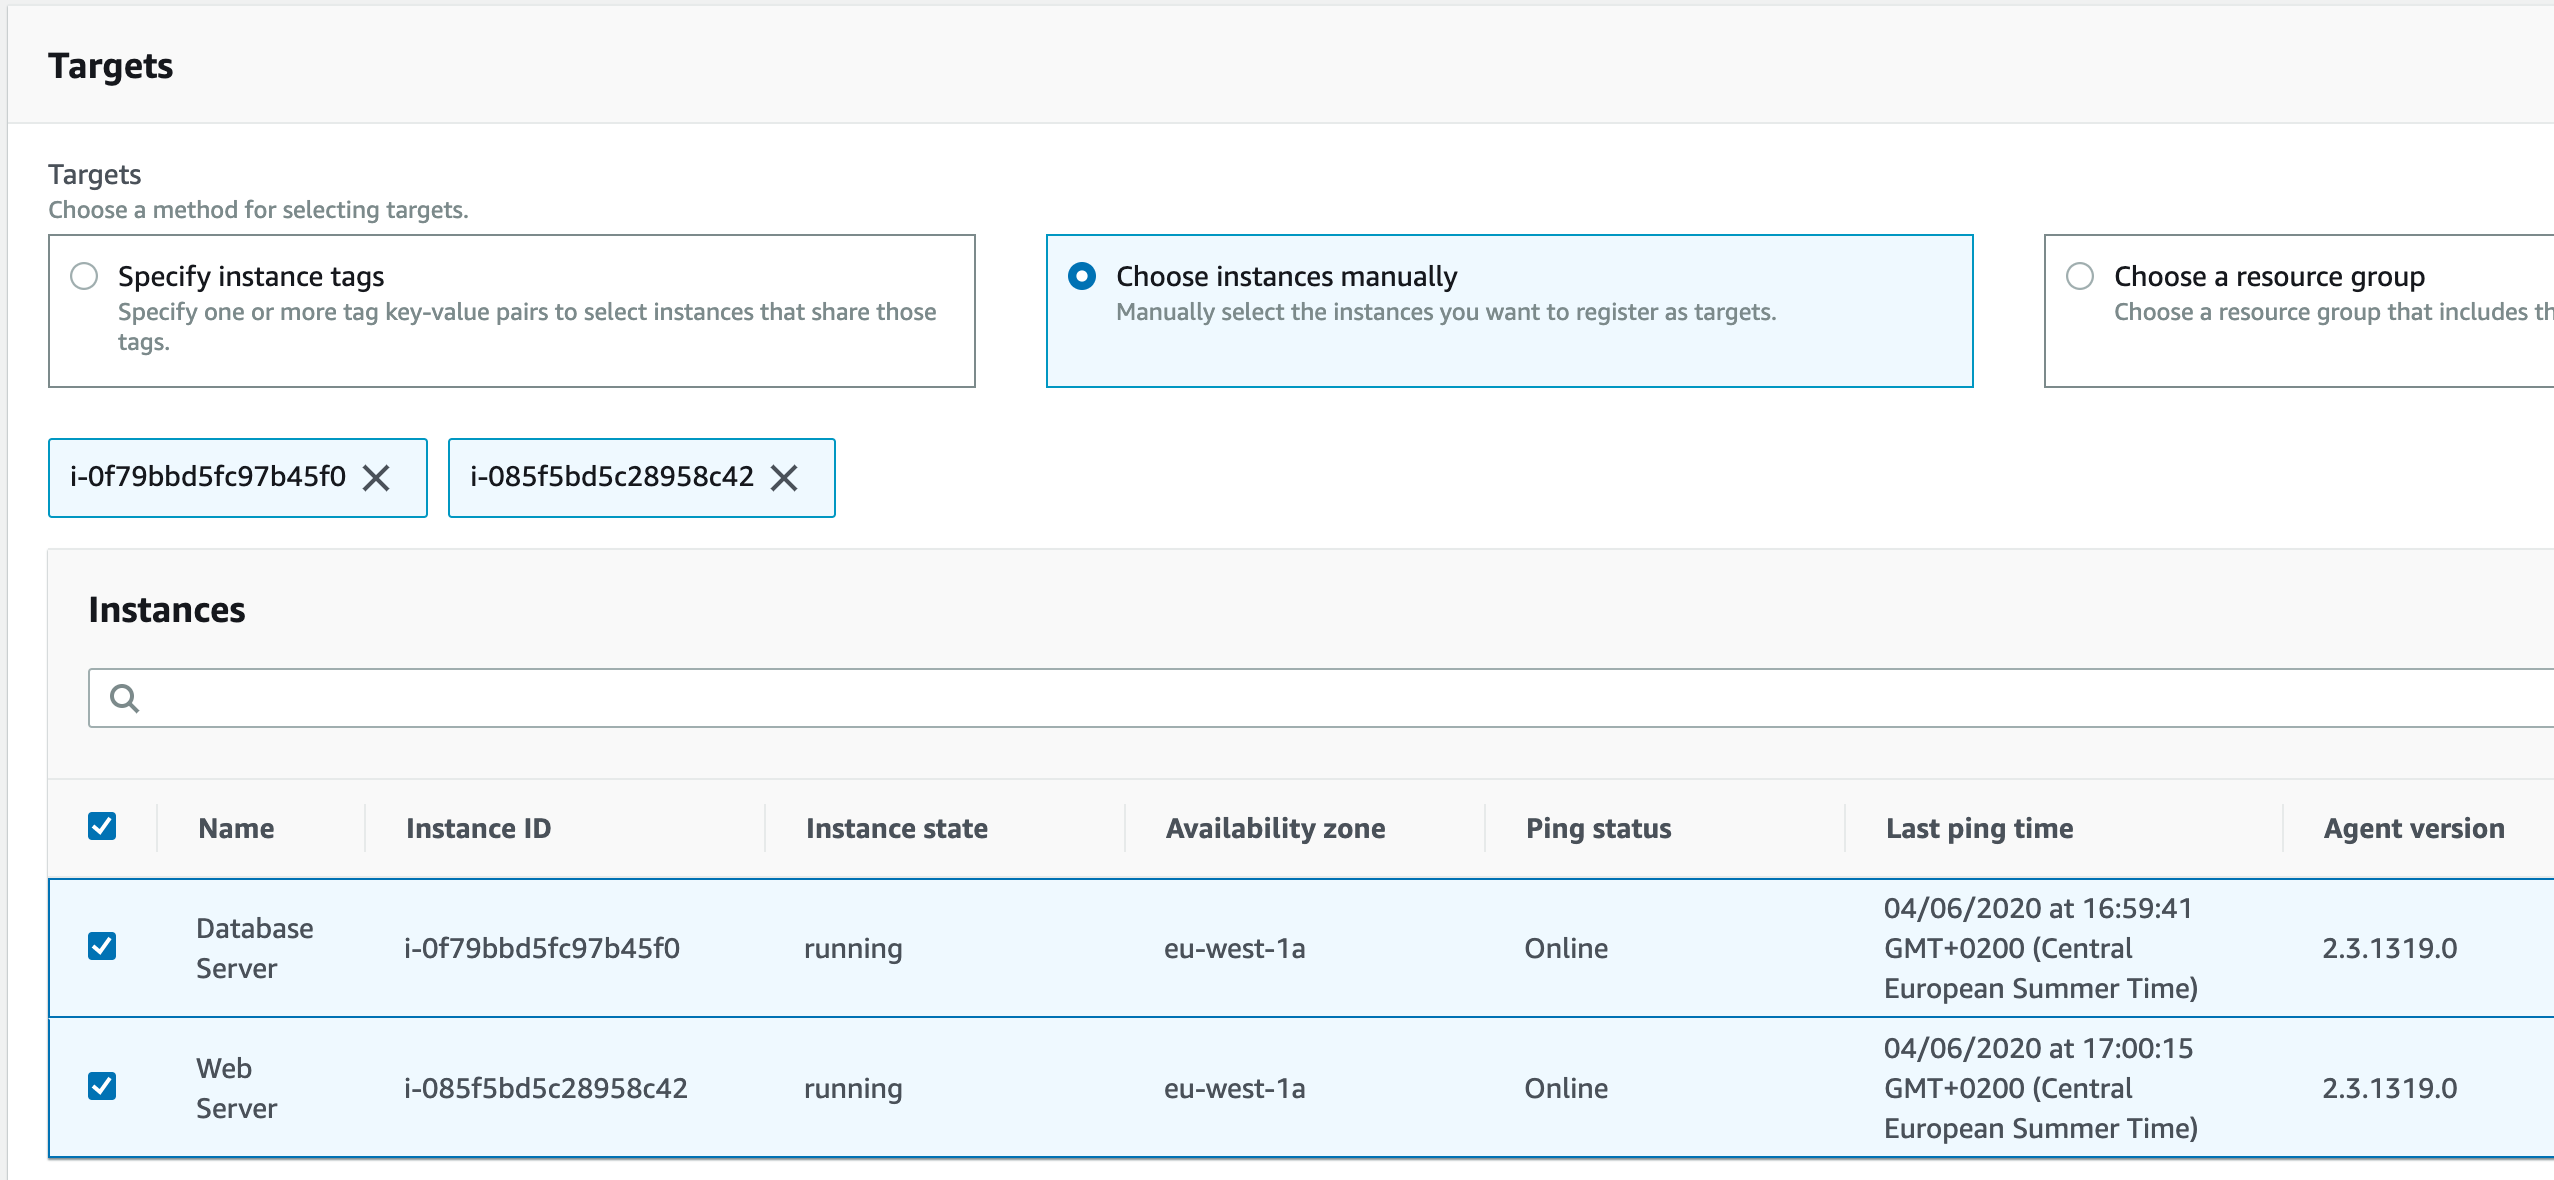 Targets
Targets
Choose a method for selecting targets.
Specify instance tags
Specify one or more tag key-value pairs to select instances that share those
tags.
Choose instances manually
Manually select the instances you want to register as targets.
Choose a resource group
Choose a resource group that includes
i-0f79bbd5fc97b45f0
i-085f5bd5c28958c42
Instances
Name Instance ID Instance state Availability zone Ping status Last ping time Agent version
Database
Server
i-0f79bbd5fc97b45f0
running
eu-west-1a
Online
04/06/2020 at 16:59:41
GMT+0200 (Central
European Summer Time)
2.3.1319.0
Web
Server
i-085f5bd5c28958c42
running
eu-west-1a
Online
04/06/2020 at 17:00:15
GMT+0200 (Central
European Summer Time)
2.3.1319.0